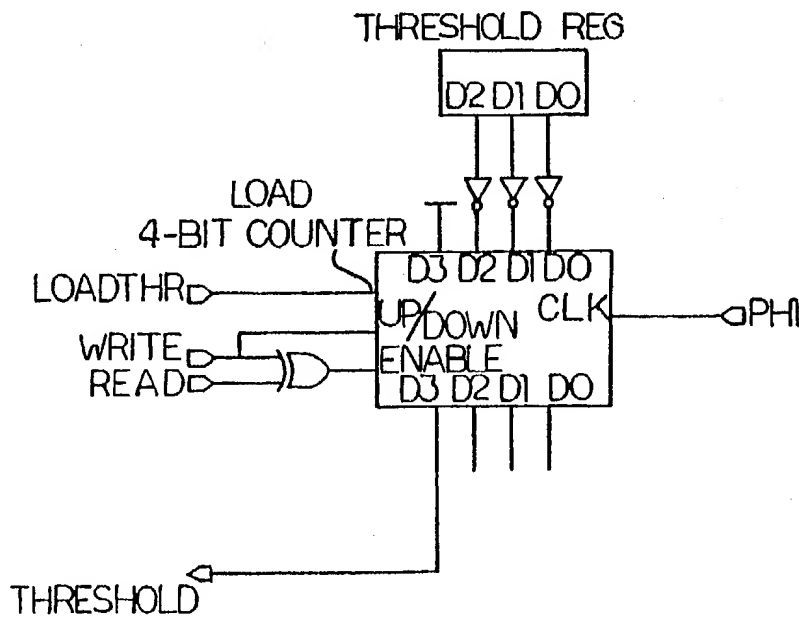 THRESHOLD REG
D2 D1 D0
LOAD
4-BIT COUNTER
D3 D2 D1 D0
LOADTHR
UP/DOWN
CLK
PH1
WRITE
ENABLE
READ
D3 D2 D1 D0
THRESHOLD